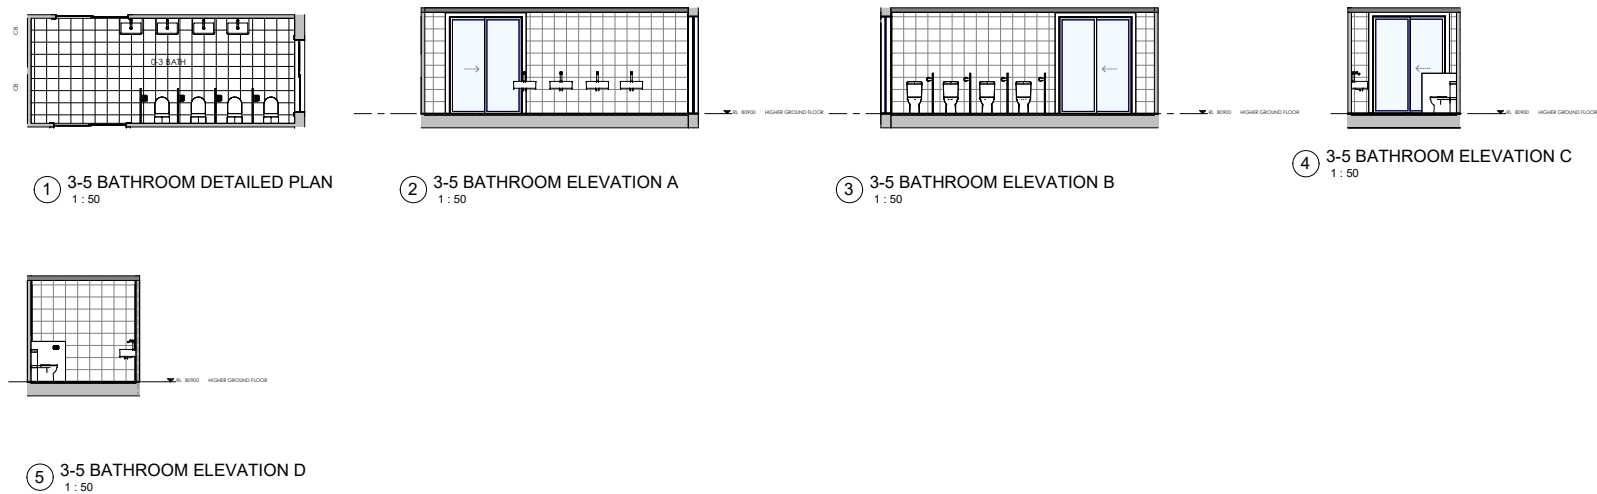 CB
CB
0-3 BATH
1 3-5 BATHROOM DETAILED PLAN
1 : 50
RL 80900 HIGHER GROUND FLOOR
2 3-5 BATHROOM ELEVATION A
1 : 50
RL 80900 HIGHER GROUND FLOOR
3 3-5 BATHROOM ELEVATION B
1 : 50
RL 80900 HIGHER GROUND FLOOR
4 3-5 BATHROOM ELEVATION C
1 : 50
RL 80900 HIGHER GROUND FLOOR
5 3-5 BATHROOM ELEVATION D
1 : 50